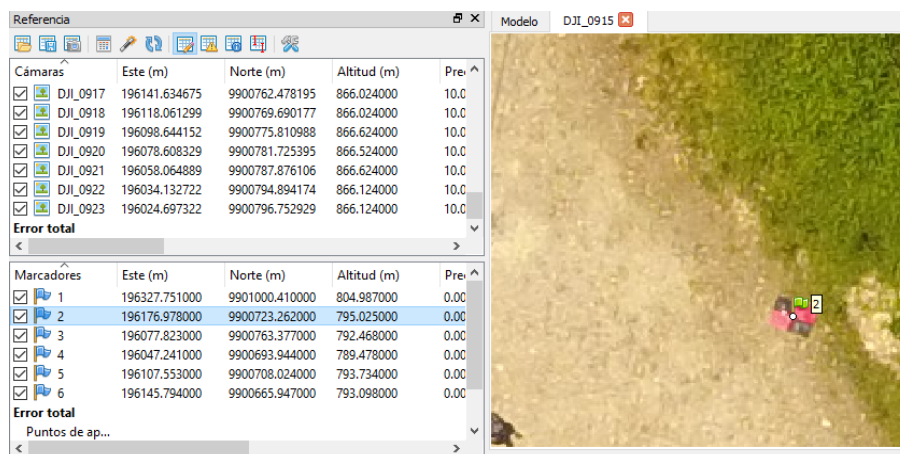 Referencia
Modelo DJI_0915
Cámaras Este (m) Norte (m) Altitud (m)
DJI_0917 196141.634675 9900762.478195 866.024000 10.0
DJI_0918 196118.061299 9900769.690177 866.024000 10.0
DJI_0919 196098.644152 9900775.810988 866.624000 10.0
DJI_0920 196078.608329 9900781.725395 866.524000 10.0
DJI_0921 196058.064889 9900787.876106 866.624000 10.0
DJI_0922 196034.132722 9900794.894174 866.124000 10.0
DJI_0923 196024.697322 9900796.752929 866.124000 10.0
Error total
Marcadores Este (m) Norte (m) Altitud (m)
1 196327.751000 9901000.410000 804.987000 0.00
2 196176.978000 9900723.262000 795.025000 0.00
3 196077.823000 9900763.377000 792.468000 0.00
4 196047.241000 9900693.944000 789.478000 0.00
5 196107.553000 9900708.024000 793.734000 0.00
6 196145.794000 9900665.947000 793.098000 0.00
Error total
Puntos de ap...
2